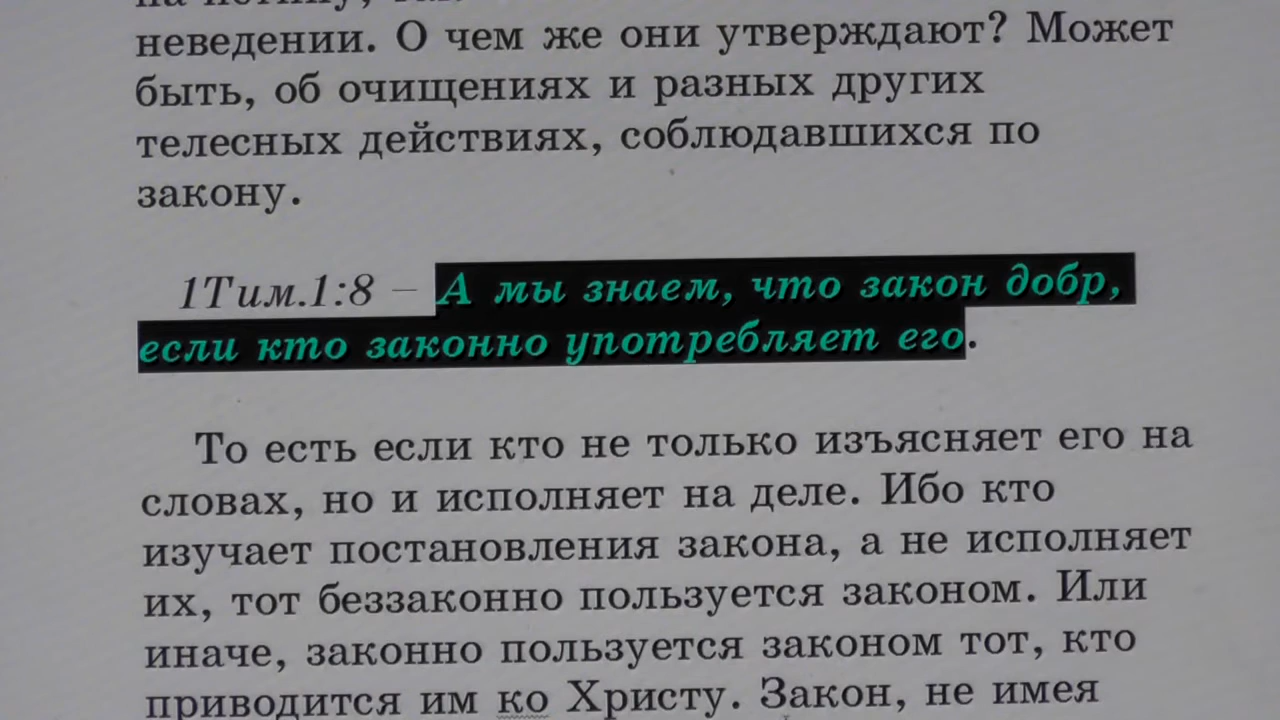 неведении. О чем же они утверждают? Может
быть, об очищениях и разных других
телесных действиях, соблюдавшихся по
закону.
1Тим.1:8 – А мы знаем, что закон добр,
если кто законно употребляет его.
То есть если кто не только изъясняет его на
словах, но и исполняет на деле. Ибо кто
изучает постановления закона, а не исполняет
их, тот беззаконно пользуется законом. Или
иначе, законно пользуется законом тот, кто
приводится им ко Христу. Закон, не имея